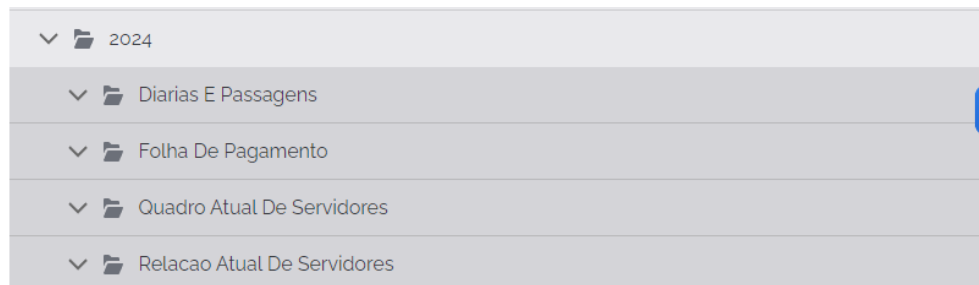 2024
Diarias E Passagens
Folha De Pagamento
Quadro Atual De Servidores
Relacao Atual De Servidores